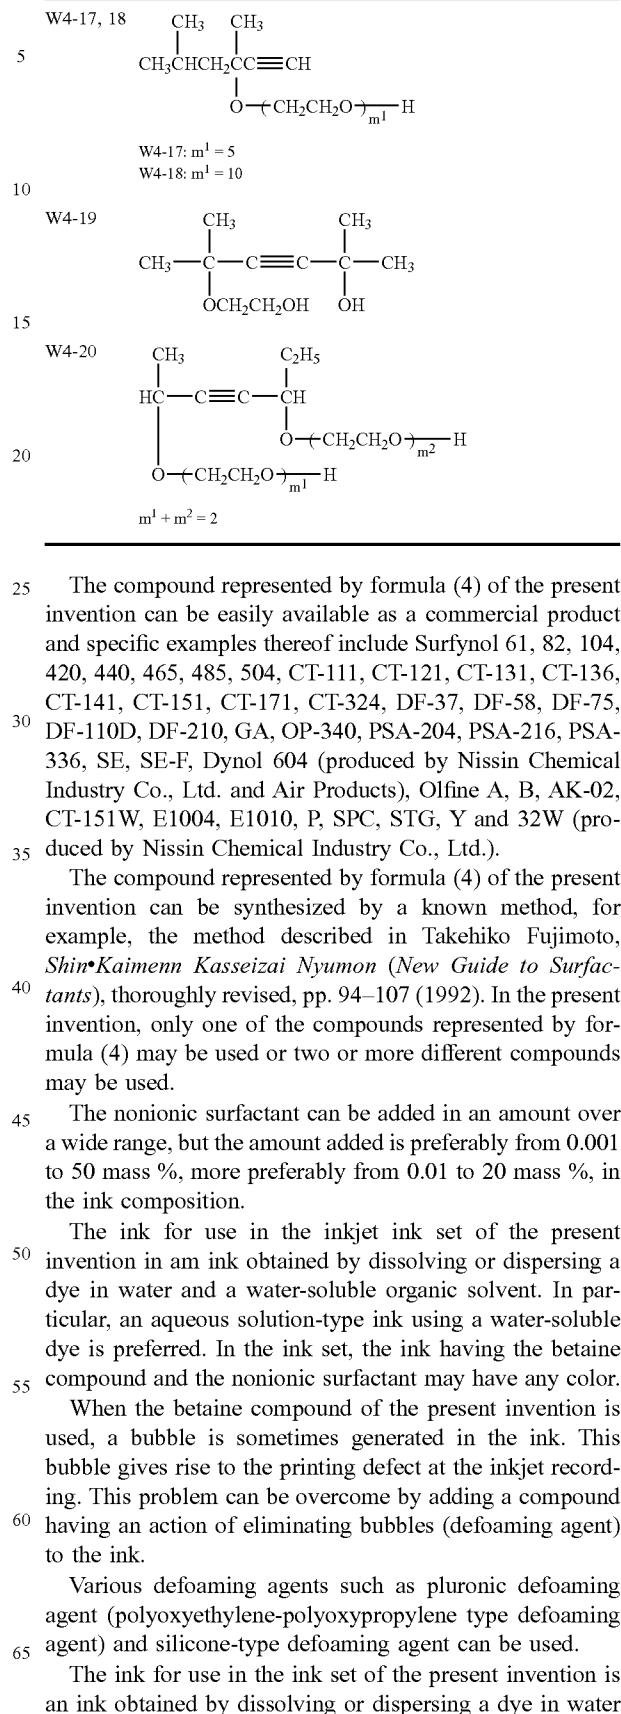 W4-17, 18
CH₃ CH₃
5
CH₃CHCH₂CC≡CH
O-(CH₂CH₂O)m¹-H
W4-17: m¹ = 5
W4-18: m¹ = 10
10
W4-19
CH₃ CH₃
CH₃-C-C≡C-C-CH₃
OCH₂CH₂OH OH
15
W4-20
CH₃ C₂H₅
HC-C≡C-CH
O-(CH₂CH₂O)m²-H
20
O-(CH₂CH₂O)m¹-H
m¹ + m² = 2
25 The compound represented by formula (4) of the present
invention can be easily available as a commercial product
and specific examples thereof include Surfynol 61, 82, 104,
420, 440, 465, 485, 504, CT-111, CT-121, CT-131, CT-136,
CT-141, CT-151, CT-171, CT-324, DF-37, DF-58, DF-75,
30 DF-110D, DF-210, GA, OP-340, PSA-204, PSA-216, PSA-
336, SE, SE-F, Dynol 604 (produced by Nissin Chemical
Industry Co., Ltd. and Air Products), Olfine A, B, AK-02,
CT-151W, E1004, E1010, P, SPC, STG, Y and 32W (pro-
35 duced by Nissin Chemical Industry Co., Ltd.).
The compound represented by formula (4) of the present
invention can be synthesized by a known method, for
example, the method described in Takehiko Fujimoto,
Shin•Kaimenn Kasseizai Nyumon (New Guide to Surfac-
40 tants), thoroughly revised, pp. 94–107 (1992). In the present
invention, only one of the compounds represented by for-
mula (4) may be used or two or more different compounds
may be used.
45 The nonionic surfactant can be added in an amount over
a wide range, but the amount added is preferably from 0.001
to 50 mass %, more preferably from 0.01 to 20 mass %, in
the ink composition.
The ink for use in the inkjet ink set of the present
50 invention in am ink obtained by dissolving or dispersing a
dye in water and a water-soluble organic solvent. In par-
ticular, an aqueous solution-type ink using a water-soluble
dye is preferred. In the ink set, the ink having the betaine
55 compound and the nonionic surfactant may have any color.
When the betaine compound of the present invention is
used, a bubble is sometimes generated in the ink. This
bubble gives rise to the printing defect at the inkjet record-
ing. This problem can be overcome by adding a compound
60 having an action of eliminating bubbles (defoaming agent)
to the ink.
Various defoaming agents such as pluronic defoaming
agent (polyoxyethylene-polyoxypropylene type defoaming
65 agent) and silicone-type defoaming agent can be used.
The ink for use in the ink set of the present invention is
an ink obtained by dissolving or dispersing a dye in water